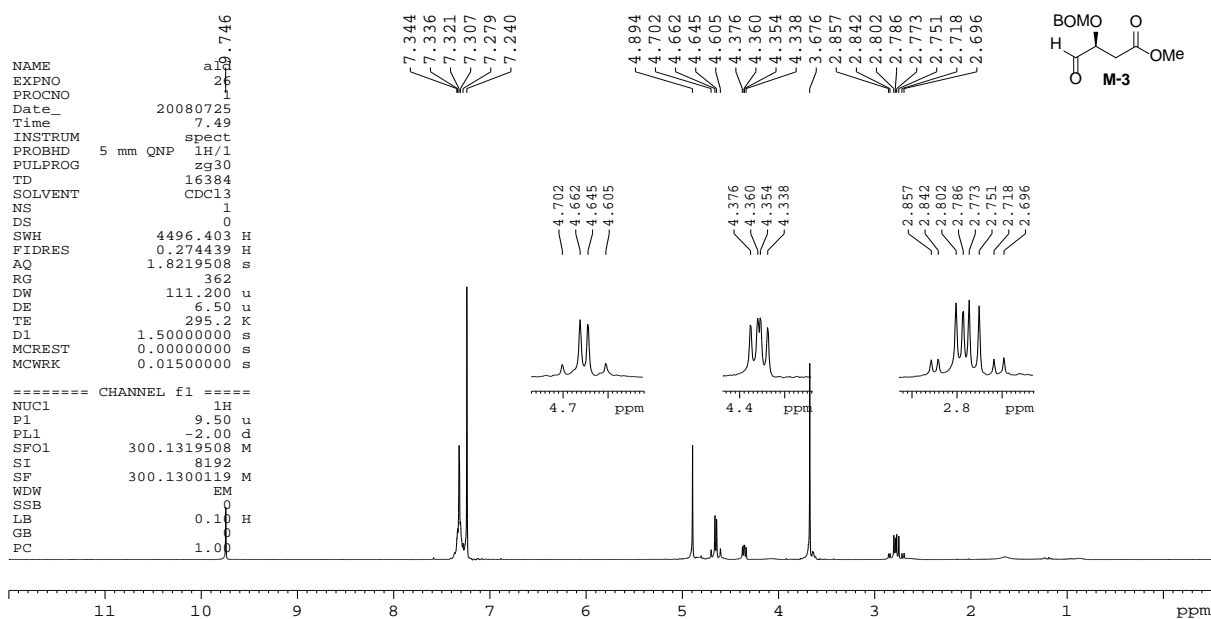 9.746
7.344
7.336
7.321
7.307
7.279
7.240
4.894
4.702
4.662
4.645
4.605
4.376
4.360
4.354
4.338
3.676
2.857
2.842
2.802
2.786
2.773
2.751
2.718
2.696
BOMO
O
H
OMe
O
M-3
NAME ald
EXPNO 26
PROCNO 1
Date_ 20080725
Time 7.49
INSTRUM spect
PROBHD 5 mm QNP 1H/1
PULPROG zg30
TD 16384
SOLVENT CDCl3
NS 1
DS 0
SWH 4496.403 H
FIDRES 0.274439 H
AQ 1.8219508 s
RG 362
DW 111.200 u
DE 6.50 u
TE 295.2 K
D1 1.50000000 s
MCREST 0.00000000 s
MCWRK 0.01500000 s
======== CHANNEL f1 =====
NUC1 1H
P1 9.50 u
PL1 -2.00 d
SFO1 300.1319508 M
SI 8192
SF 300.1300119 M
WDW EM
SSB 0
LB 0.10 H
GB 0
PC 1.00
4.702
4.662
4.645
4.605
4.376
4.360
4.354
4.338
2.857
2.842
2.802
2.786
2.773
2.751
2.718
2.696
4.7 ppm
4.4 ppm
2.8 ppm
11 10 9 8 7 6 5 4 3 2 1 ppm